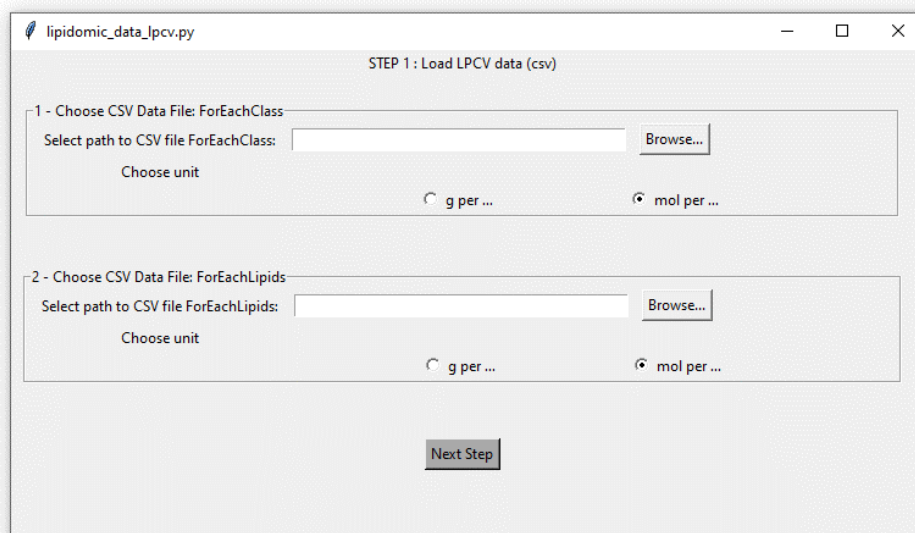 lipidomic_data_lpcv.py
STEP 1 : Load LPCV data (csv)
1 - Choose CSV Data File: ForEachClass
Select path to CSV file ForEachClass: Browse...
Choose unit
g per ... mol per ...
2 - Choose CSV Data File: ForEachLipids
Select path to CSV file ForEachLipids: Browse...
Choose unit
g per ... mol per ...
Next Step